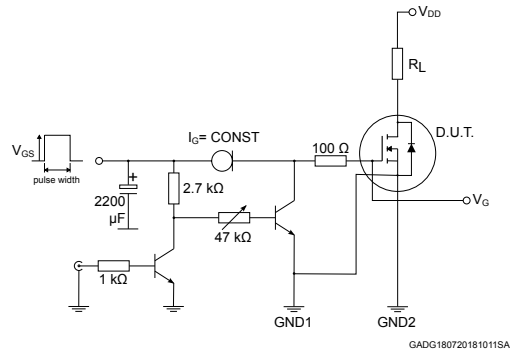 VDD
RL
IG= CONST
100 Ω
D.U.T.
VGS
pulse width
+
2200
μF
2.7 kΩ
47 kΩ
VG
1 kΩ
GND1
GND2
GADG180720181011SA